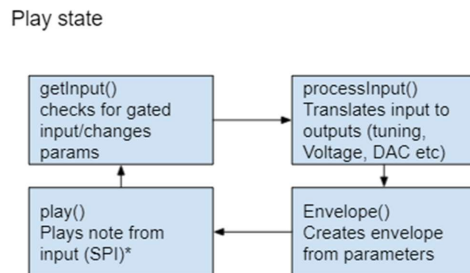 Play state
getInput()
checks for gated
input/changes
params
processInput()
Translates input to
outputs (tuning,
Voltage, DAC etc)
play()
Plays note from
input (SPI)*
Envelope()
Creates envelope
from parameters